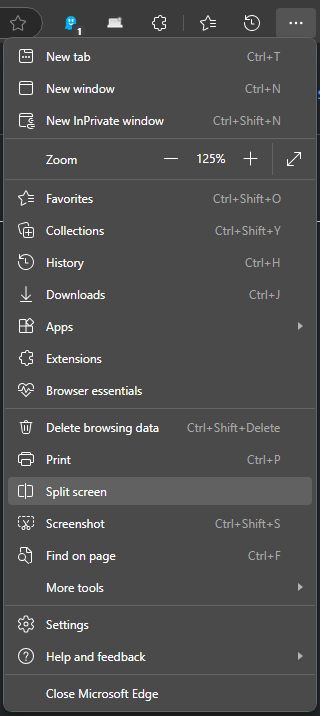 1
New tab Ctrl+T
New window Ctrl+N
New InPrivate window Ctrl+Shift+N
Zoom 125%
Favorites Ctrl+Shift+O
Collections Ctrl+Shift+Y
History Ctrl+H
Downloads Ctrl+J
Apps
Extensions
Browser essentials
Delete browsing data Ctrl+Shift+Delete
Print Ctrl+P
Split screen
Screenshot Ctrl+Shift+S
Find on page Ctrl+F
More tools
Settings
Help and feedback
Close Microsoft Edge